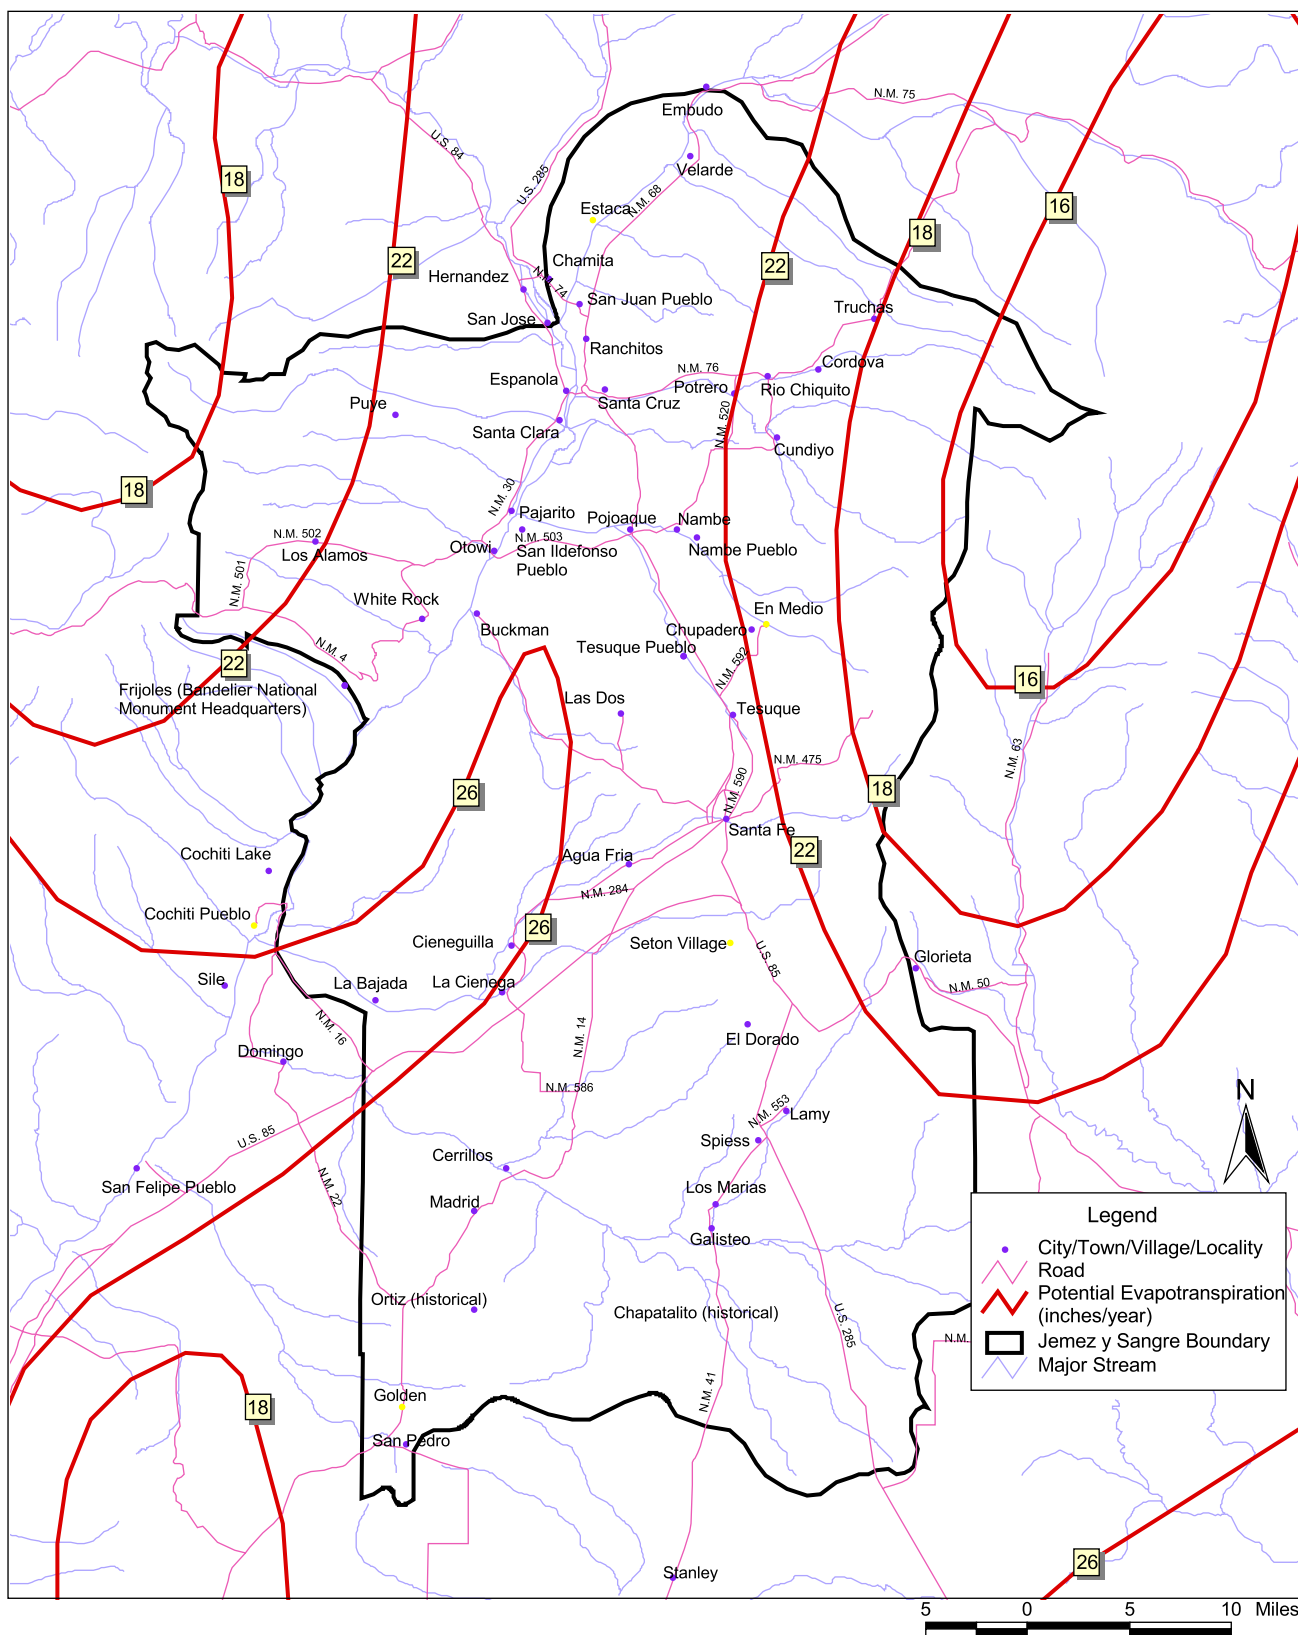 Embudo
N.M. 75
U.S. 84
Velarde
18
U.S. 285
N.M. 68
Estaca
16
18
22
Chamita
22
Hernandez
N.M. 74
San Juan Pueblo
Truchas
San Jose
Ranchitos
N.M. 76
Cordova
Espanola
Potrero
Rio Chiquito
Puye
Santa Cruz
N.M. 520
Santa Clara
Cundiyo
18
N.M. 30
Pajarito
Pojoaque
Nambe
N.M. 502
N.M. 503
Los Alamos
Otowi
San Ildefonso
Pueblo
Nambe Pueblo
N.M. 501
White Rock
En Medio
Buckman
Chupadero
N.M. 4
Tesuque Pueblo
22
N.M. 592
16
Frijoles (Bandelier National
Monument Headquarters)
Las Dos
Tesuque
N.M. 63
N.M. 475
26
N.M. 590
18
Santa Fe
Cochiti Lake
Agua Fria
22
N.M. 284
Cochiti Pueblo
26
Cieneguilla
Seton Village
U.S. 85
Glorieta
Sile
La Bajada
La Cienega
N.M. 50
N.M. 16
N.M. 14
El Dorado
Domingo
N.M. 586
N
N.M. 553
Lamy
U.S. 85
Spiess
Cerrillos
San Felipe Pueblo
N.M. 22
Madrid
Los Marias
Galisteo
Legend
City/Town/Village/Locality
Road
Potential Evapotranspiration
(inches/year)
Jemez y Sangre Boundary
Major Stream
Ortiz (historical)
Chapatalito (historical)
U.S. 285
N.M.
N.M. 41
18
Golden
San Pedro
26
Stanley
5 0 5 10 Miles